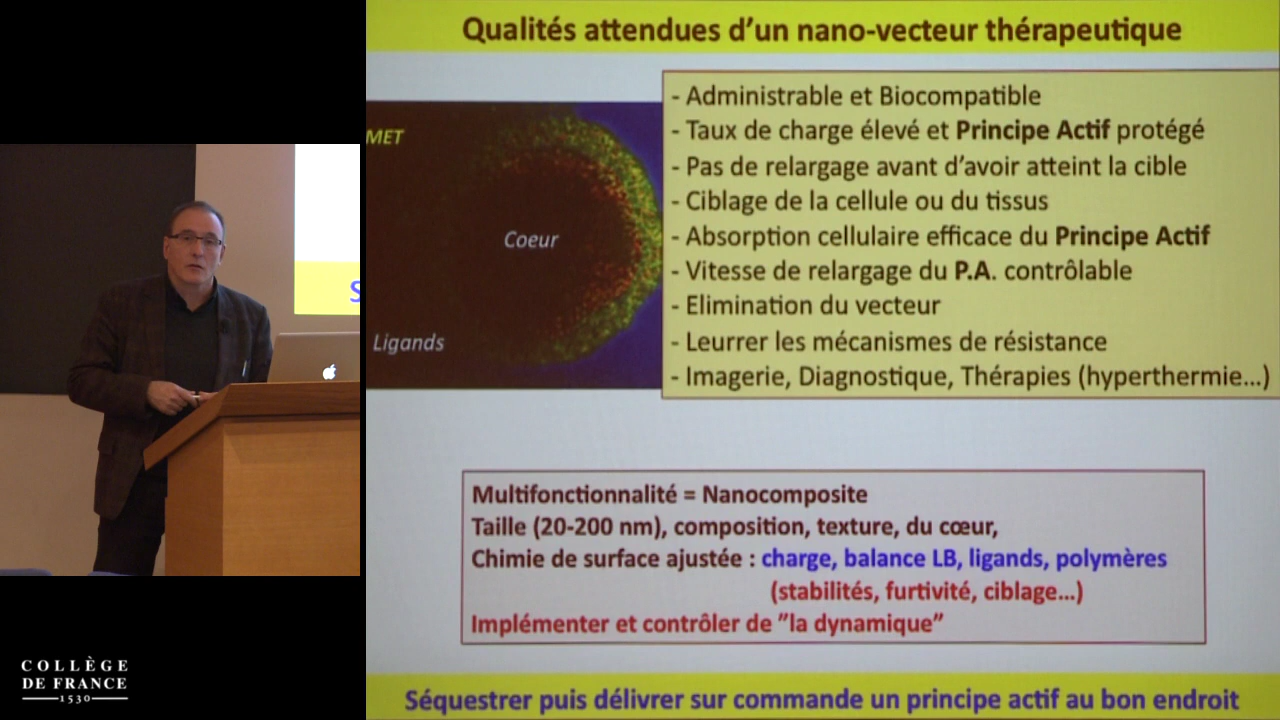 Qualités attendues d'un nano-vecteur thérapeutique
MET
Coeur
Ligands
- Administrable et Biocompatible
- Taux de charge élevé et Principe Actif protégé
- Pas de relargage avant d'avoir atteint la cible
- Ciblage de la cellule ou du tissus
- Absorption cellulaire efficace du Principe Actif
- Vitesse de relargage du P.A. contrôlable
- Elimination du vecteur
- Leurrer les mécanismes de résistance
- Imagerie, Diagnostique, Thérapies (hyperthermie...)
Multifonctionnalité = Nanocomposite
Taille (20-200 nm), composition, texture, du cœur,
Chimie de surface ajustée : charge, balance LB, ligands, polymères
(stabilités, furtivité, ciblage...)
Implémenter et contrôler de "la dynamique"
Séquestrer puis délivrer sur commande un principe actif au bon endroit
S
COLLÈGE
DE FRANCE
1530